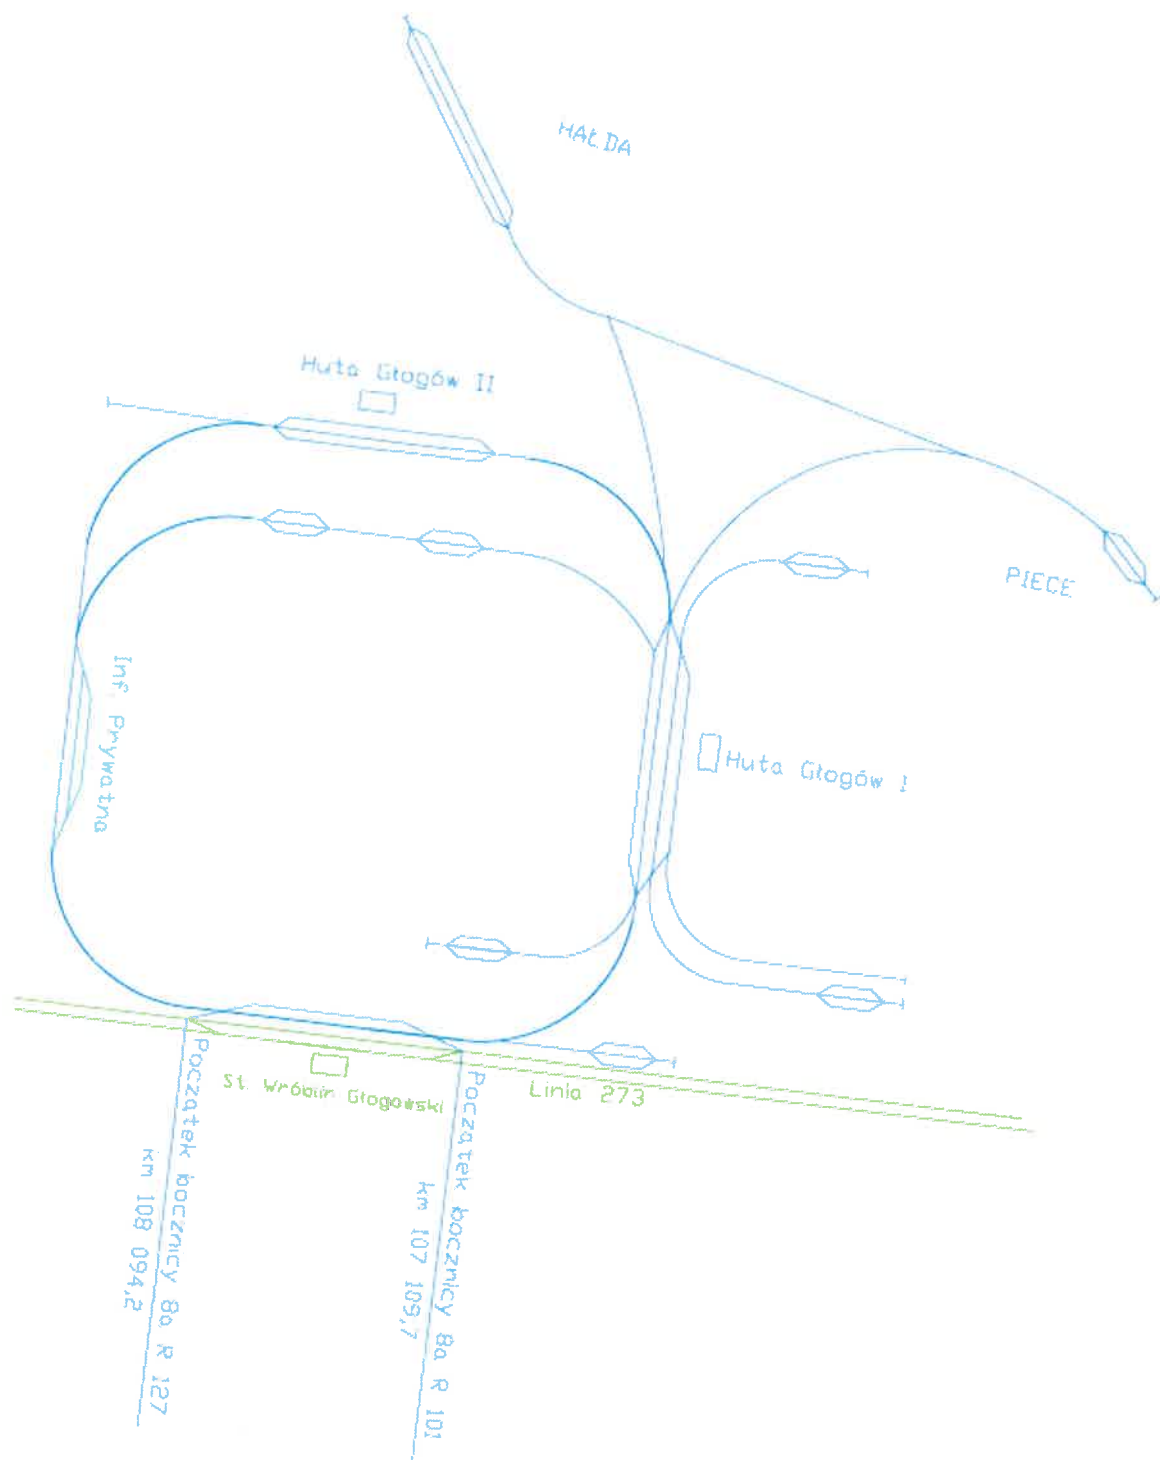 HAŁDA
Huta Głogów II
PIECE
Inf. Prywatna
Huta Głogów I
St. Wróblin Głogowski
Linia 273
Początek bocznicy 8a R 127
km 108 094,2
Początek bocznicy 8a R 101
km 107 109,7